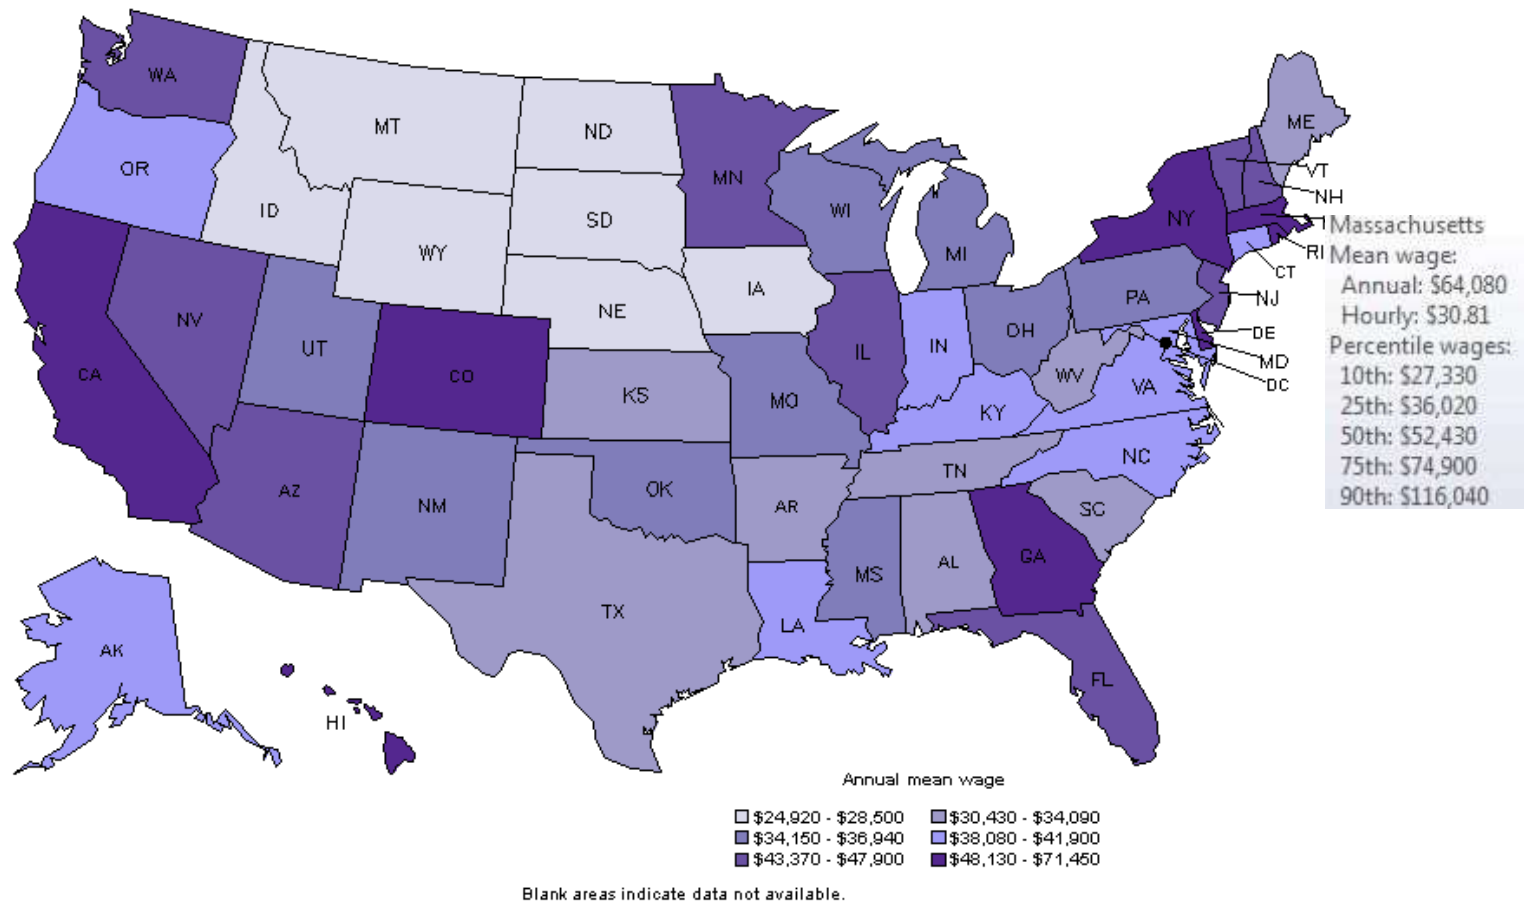 WA
MT
ND
MN
ME
OR
VT
ID
SD
WI
NH
NY
WY
MI
Massachusetts
RI
Mean wage:
CT
Annual: $64,080
IA
PA
NJ
Hourly: $30.81
NV
NE
OH
DE
UT
IL
IN
Percentile wages:
CA
CO
MD
WV
10th: $27,330
KS
MO
VA
DC
KY
25th: $36,020
50th: $52,430
TN
NC
75th: $74,900
AZ
OK
90th: $116,040
NM
AR
SC
GA
AL
MS
TX
LA
AK
FL
HI
Annual mean wage
$24,920 - $28,500 $30,430 - $34,090
$34,150 - $36,940 $38,080 - $41,900
$43,370 - $47,900 $48,130 - $71,450
Blank areas indicate data not available.